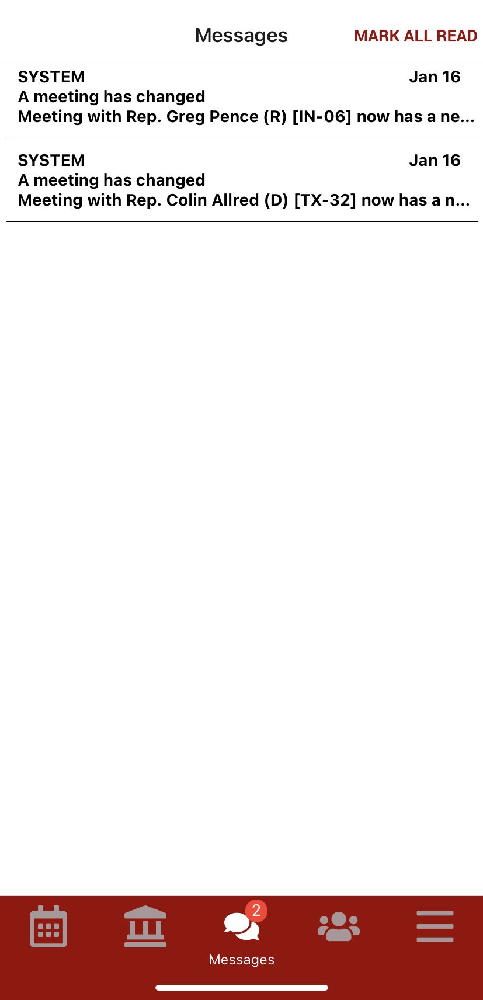 Messages
MARK ALL READ
SYSTEM
Jan 16
A meeting has changed
Meeting with Rep. Greg Pence (R) [IN-06] now has a ne...
SYSTEM
Jan 16
A meeting has changed
Meeting with Rep. Colin Allred (D) [TX-32] now has a n...
2
Messages